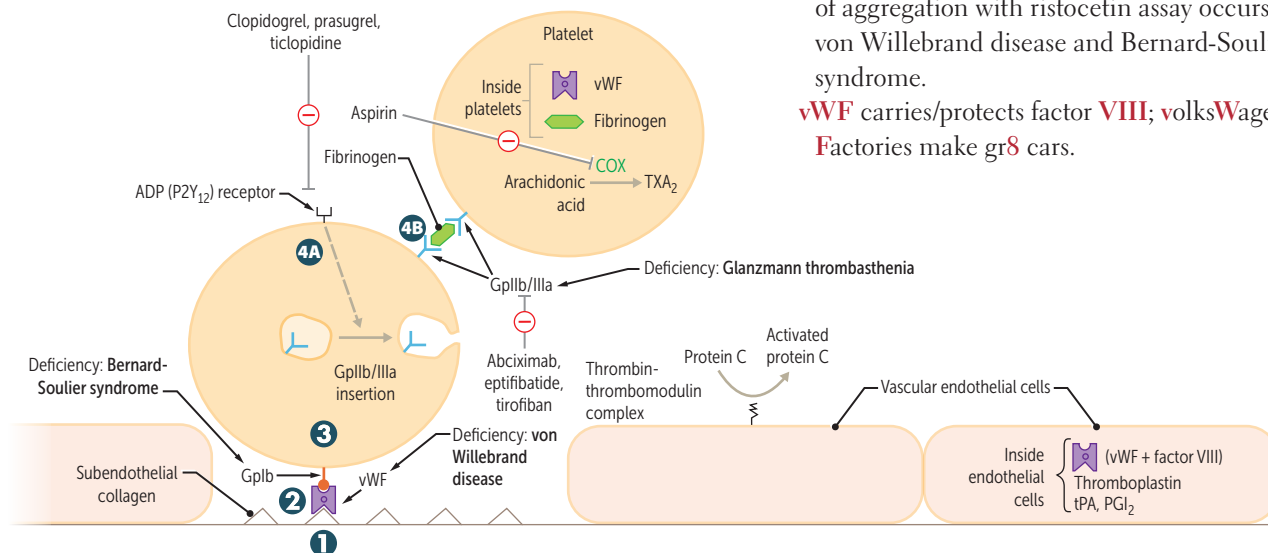 of aggregation with ristocetin assay occurs
von Willebrand disease and Bernard-Soul
syndrome.
vWF carries/protects factor VIII; volksWage
Factories make gr8 cars.
Clopidogrel, prasugrel,
ticlopidine
Platelet
Inside
platelets
vWF
Fibrinogen
Aspirin
COX
Arachidonic
acid
TXA₂
Fibrinogen
ADP (P2Y₁₂) receptor
4A
4B
GpIIb/IIIa
Deficiency: Glanzmann thrombasthenia
GpIIb/IIIa
insertion
Abciximab,
eptifibatide,
tirofiban
Deficiency: Bernard-
Soulier syndrome
3
Deficiency: von
Willebrand
disease
GpIb
vWF
Subendothelial
collagen
2
1
Thrombin-
thrombomodulin
complex
Protein C
Activated
protein C
Vascular endothelial cells
Inside
endothelial
cells
(vWF + factor VIII)
Thromboplastin
tPA, PGI₂